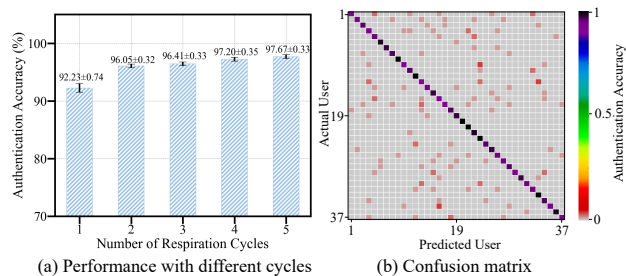 Authentication Accuracy (%)
100
90
80
70
92.23±0.74
96.05±0.32
96.41±0.33
97.20±0.35
97.67±0.33
1 2 3 4 5
Number of Respiration Cycles
(a) Performance with different cycles
Actual User
1
19
37
1 19 37
Predicted User
1
0.5
0
Authentication Accuracy
(b) Confusion matrix